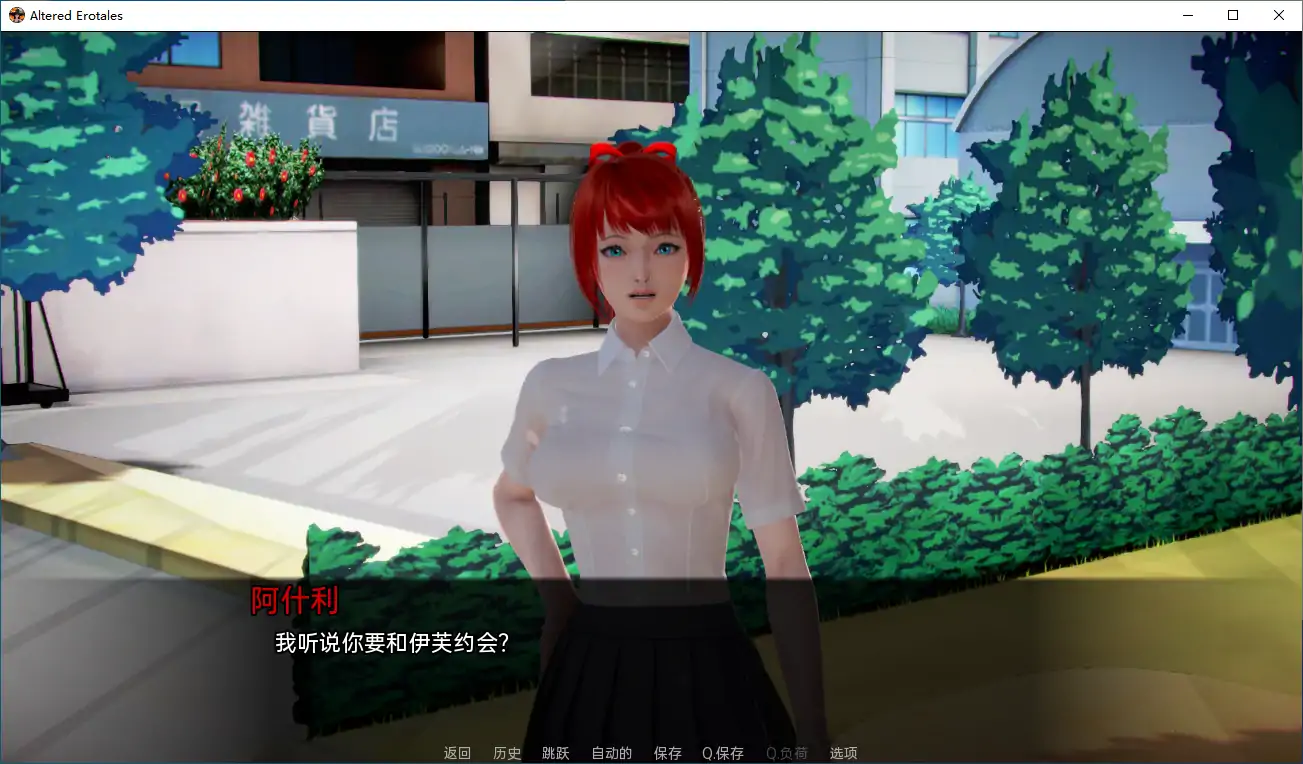 Altered Erotales
雑貨店
阿什利
我听说你要和伊芙约会?
返回 历史 跳跃 自动的 保存 Q.保存 Q.负荷 选项